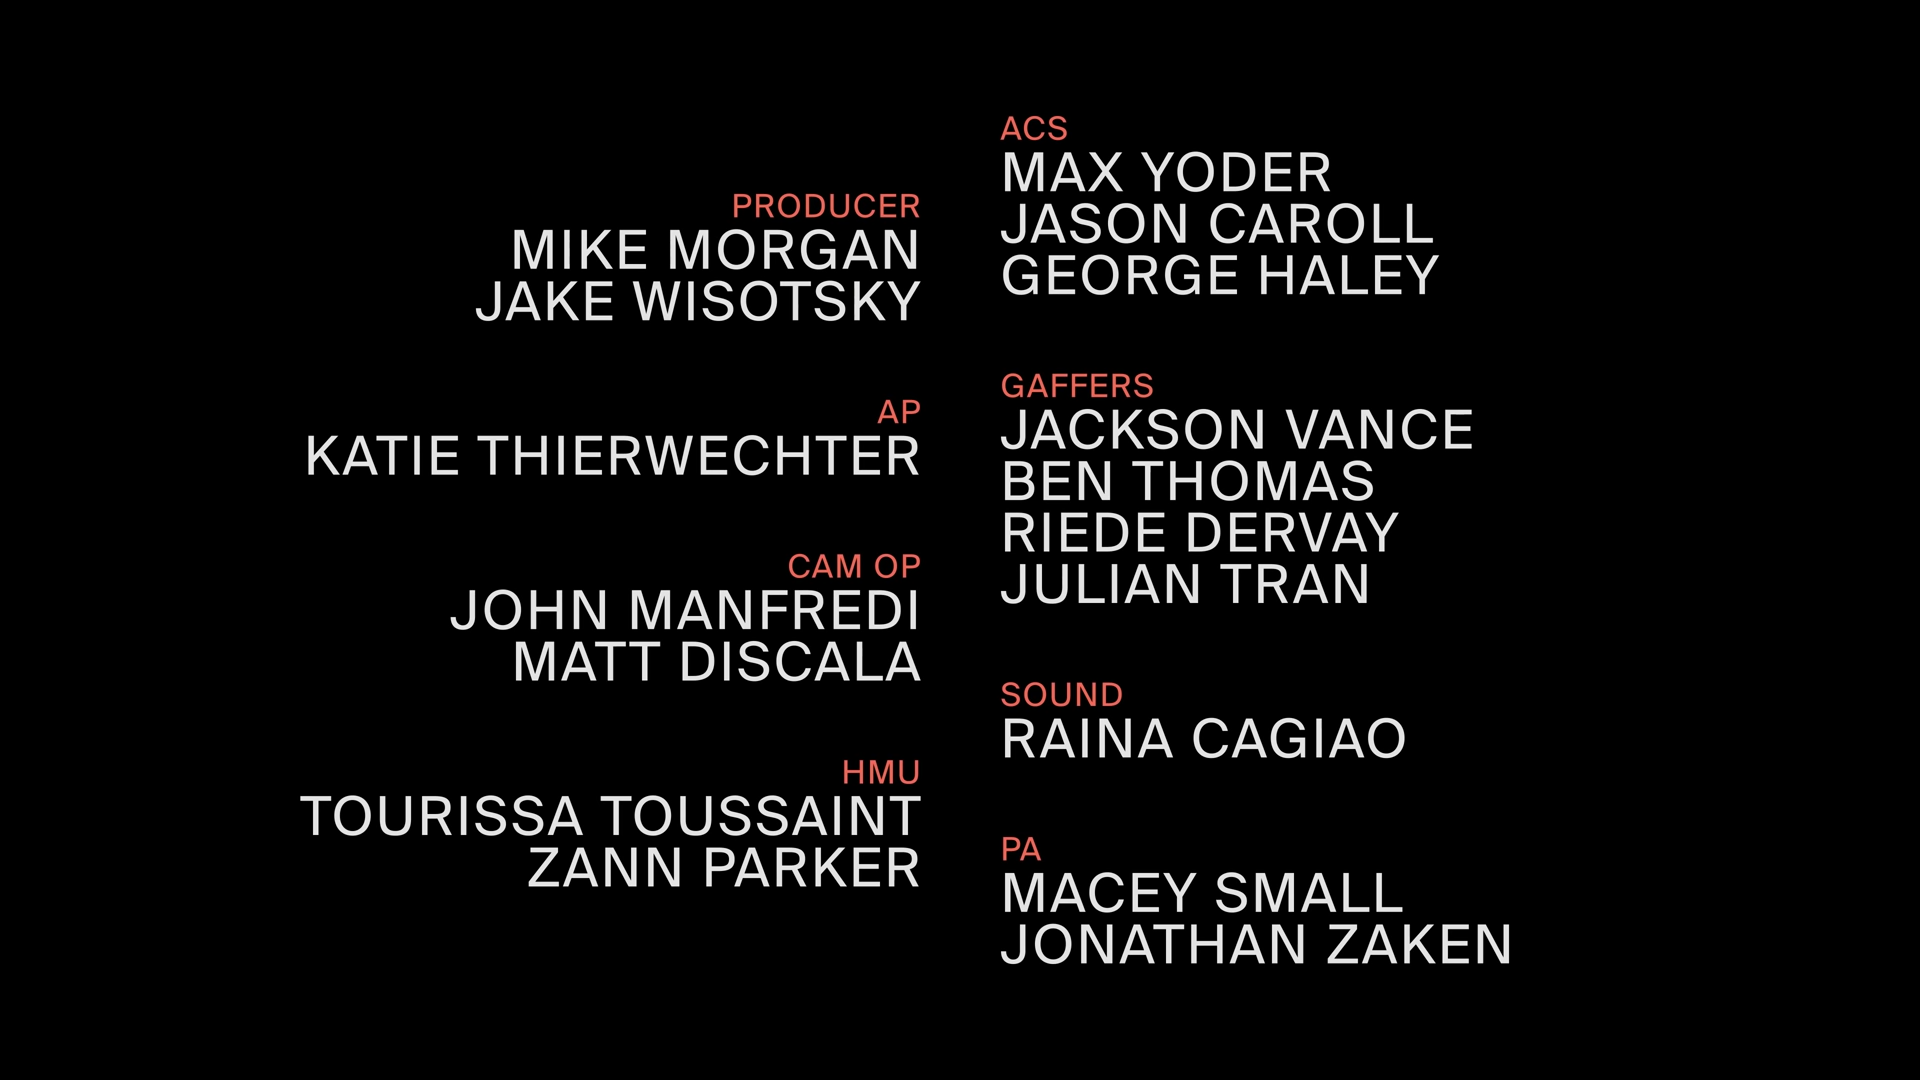 PRODUCER
MIKE MORGAN
JAKE WISOTSKY
AP
KATIE THIERWECHTER
CAM OP
JOHN MANFREDI
MATT DISCALA
HMU
TOURISSA TOUSSAINT
ZANN PARKER
ACS
MAX YODER
JASON CAROLL
GEORGE HALEY
GAFFERS
JACKSON VANCE
BEN THOMAS
RIEDE DERVAY
JULIAN TRAN
SOUND
RAINA CAGIAO
PA
MACEY SMALL
JONATHAN ZAKEN